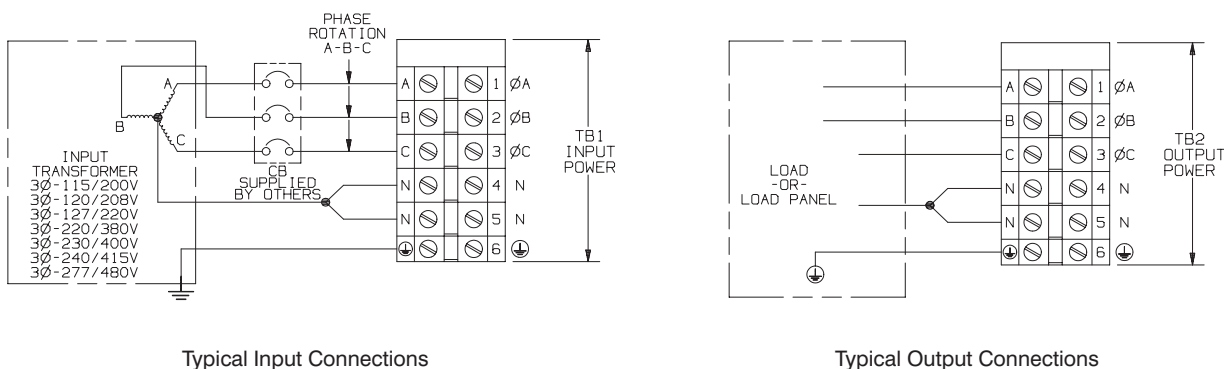 PHASE
ROTATION
A-B-C
A
B
C
INPUT
TRANSFORMER
3Ø-115/200V
3Ø-120/208V
3Ø-127/220V
3Ø-220/380V
3Ø-230/400V
3Ø-240/415V
3Ø-277/480V
CB
SUPPLIED
BY OTHERS
A 1 ØA
B 2 ØB
C 3 ØC
N 4 N
N 5 N
6
TB1
INPUT
POWER
Typical Input Connections
LOAD
-OR-
LOAD PANEL
A 1 ØA
B 2 ØB
C 3 ØC
N 4 N
N 5 N
6
TB2
OUTPUT
POWER
Typical Output Connections